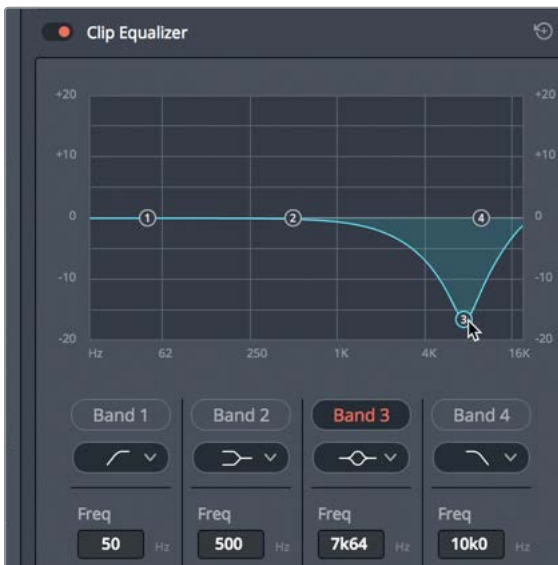 Clip Equalizer
+20 +20
+10 +10
0 1 2 4 0
-10 -10
3
-20 -20
Hz 62 250 1K 4K 16K
Band 1 Band 2 Band 3 Band 4
Freq Freq Freq Freq
50 Hz 500 Hz 7k64 Hz 10k0 Hz